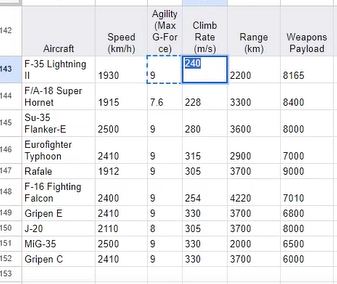 142 Aircraft Speed (km/h) Agility (Max G-For ce) Climb Rate (m/s) Range (km) Weapons Payload
143 F-35 Lightning II 1930 9 240 2200 8165
144 F/A-18 Super Hornet 1915 7.6 228 3300 8400
145 Su-35 Flanker-E 2500 9 280 3600 8000
146 Eurofighter Typhoon 2410 9 315 2900 7000
147 Rafale 1912 9 305 3700 9000
148 F-16 Fighting Falcon 2400 9 254 4220 7010
149 Gripen E 2410 9 330 3700 6800
150 J-20 2110 8 305 3700 8000
151 MiG-35 2500 9 330 2000 6500
152 Gripen C 2410 9 330 3700 6000
153